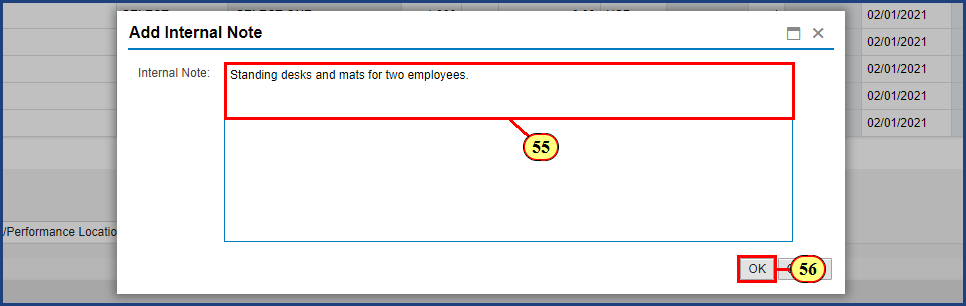 02/01/2021
Add Internal Note
02/01/2021
Internal Note: Standing desks and mats for two employees.
02/01/2021
02/01/2021
02/01/2021
55
/Performance Locatio
OK
56